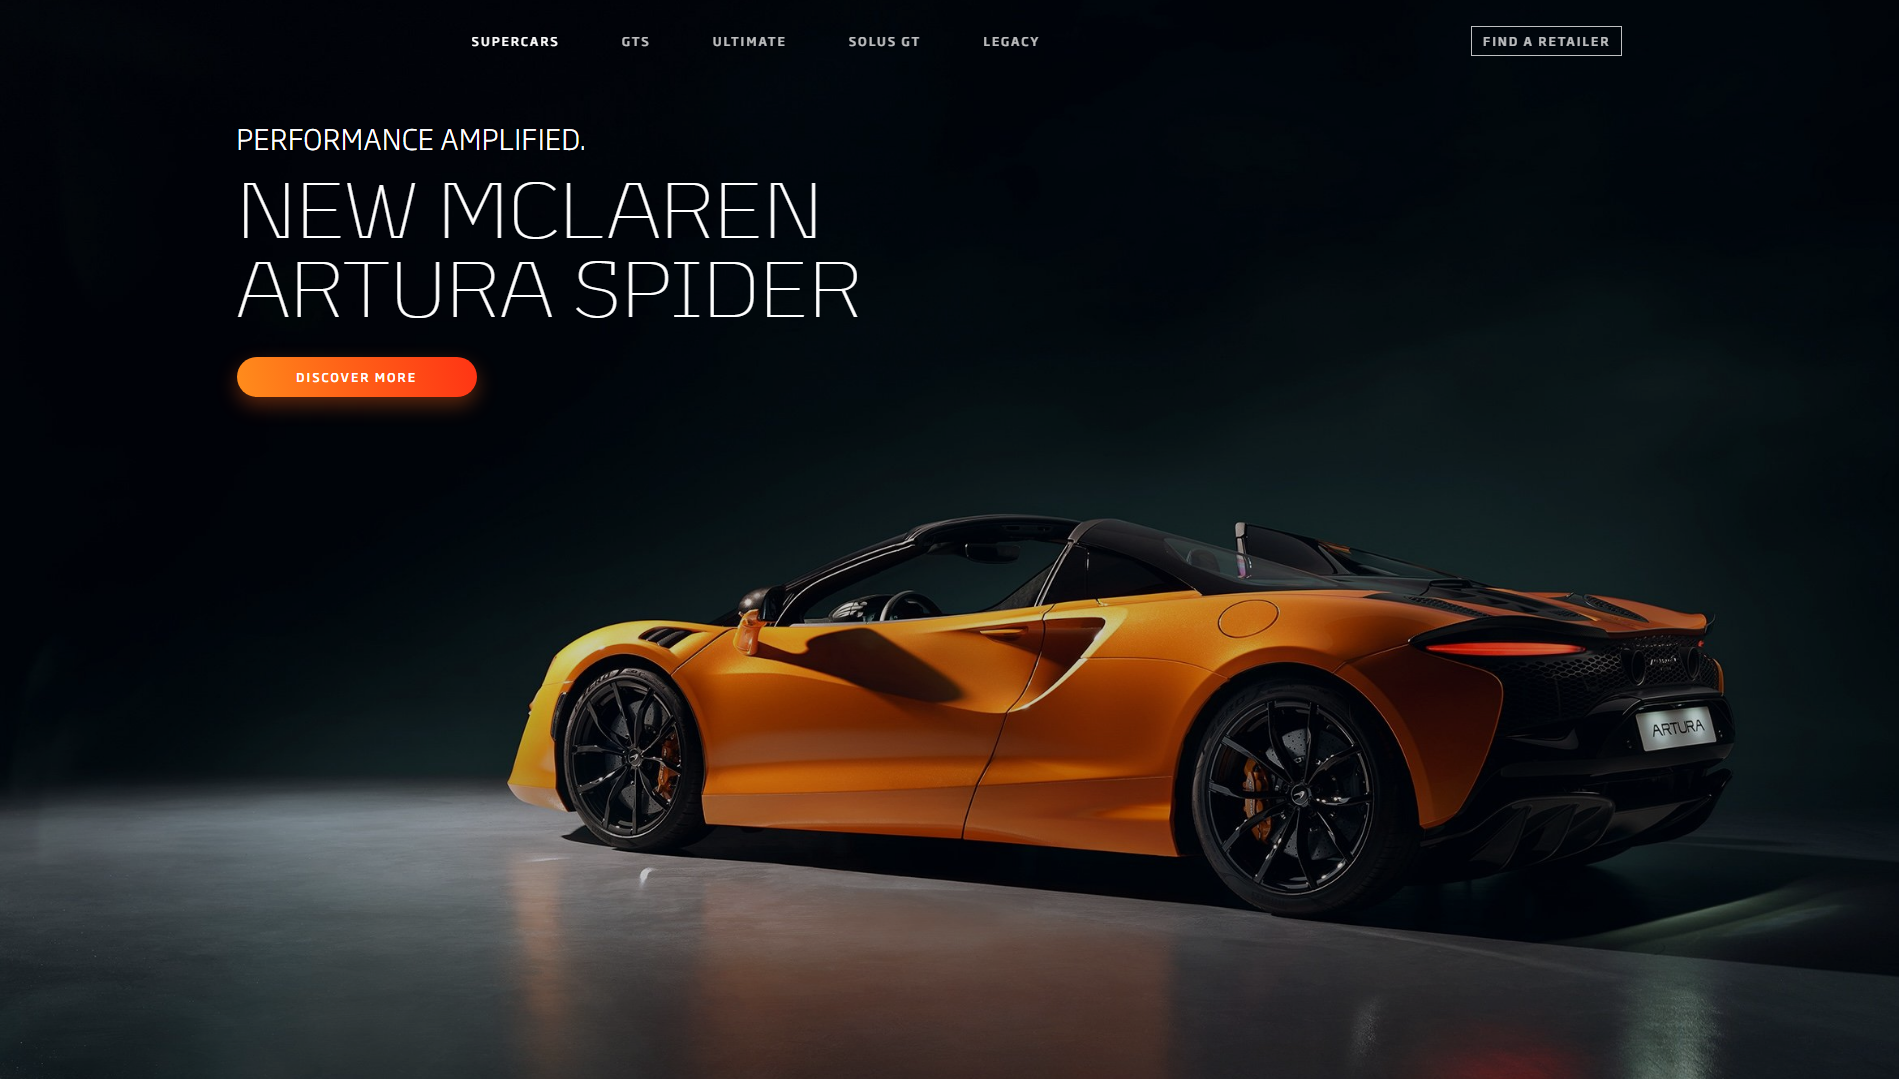 SUPERCARS
GTS
ULTIMATE
SOLUS GT
LEGACY
FIND A RETAILER
PERFORMANCE AMPLIFIED.
NEW MCLAREN
ARTURA SPIDER
DISCOVER MORE
ARTURA